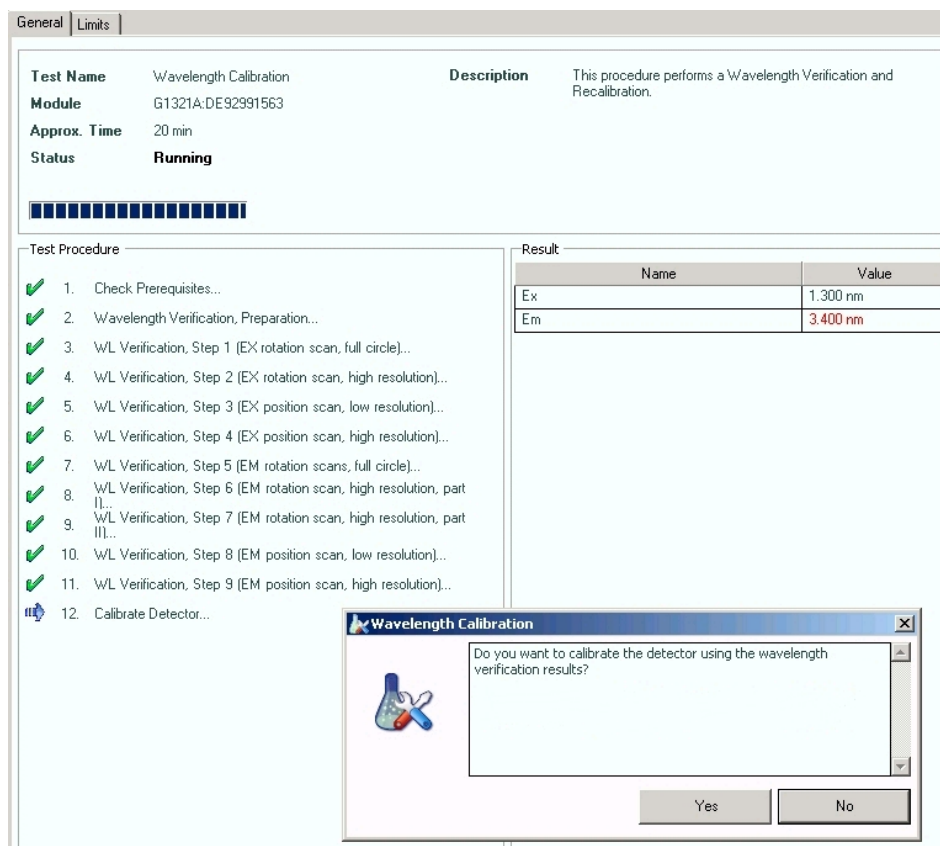 General Limits
Test Name Wavelength Calibration Description This procedure performs a Wavelength Verification and
Recalibration.
Module G1321A:DE92991563
Approx. Time 20 min
Status Running
Test Procedure
1. Check Prerequisites...
2. Wavelength Verification, Preparation...
3. WL Verification, Step 1 (EX rotation scan, full circle)...
4. WL Verification, Step 2 (EX rotation scan, high resolution)...
5. WL Verification, Step 3 (EX position scan, low resolution)...
6. WL Verification, Step 4 (EX position scan, high resolution)...
7. WL Verification, Step 5 (EM rotation scans, full circle)...
8. WL Verification, Step 6 (EM rotation scan, high resolution, part
I)...
9. WL Verification, Step 7 (EM rotation scan, high resolution, part
II)...
10. WL Verification, Step 8 (EM position scan, low resolution)...
11. WL Verification, Step 9 (EM position scan, high resolution)...
12. Calibrate Detector...
Result
Name Value
Ex 1.300 nm
Em 3.400 nm
Wavelength Calibration
Do you want to calibrate the detector using the wavelength
verification results?
Yes No